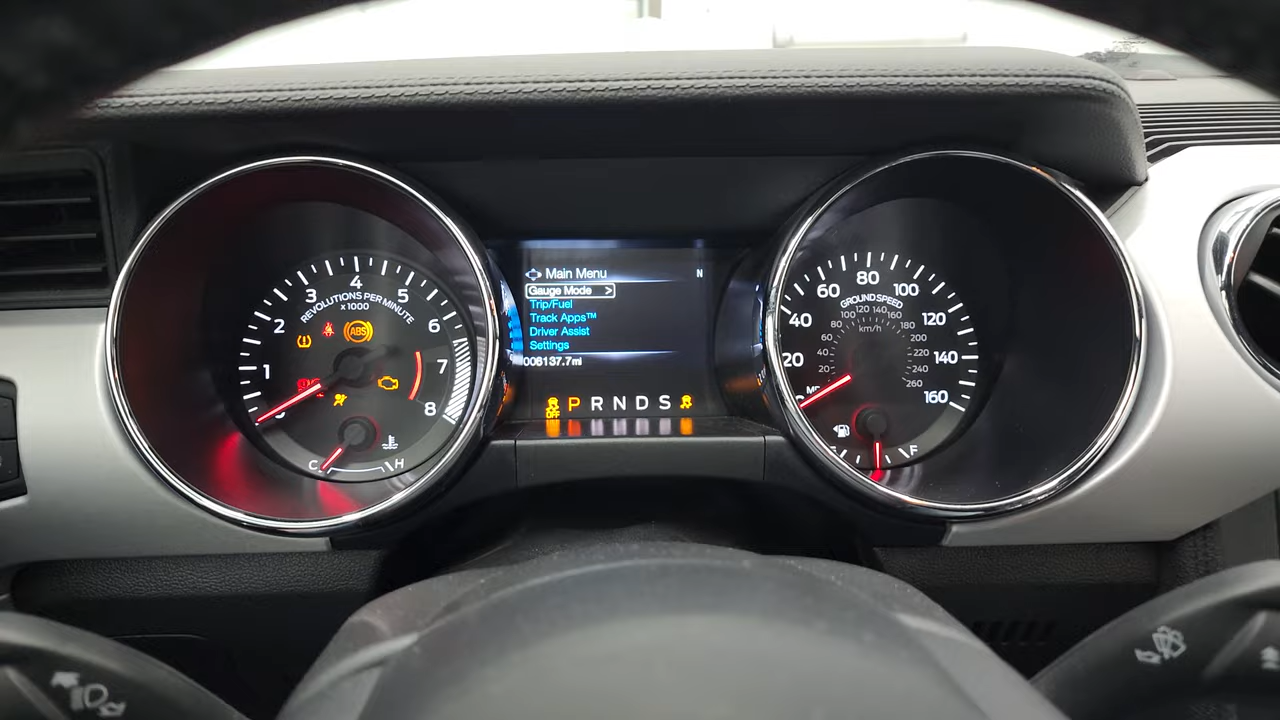 1
2
3
4
5
6
7
8
REVOLUTIONS PER MINUTE
x 1000
ABS
C
H
Main Menu
N
Gauge Mode >
Trip/Fuel
Track Apps™
Driver Assist
Settings
006137.7mi
OFF
P R N D S
20
40
60
80
100
120
140
160
GROUND SPEED
km/h
20
40
60
80
100
120
140
160
180
200
220
240
260
F